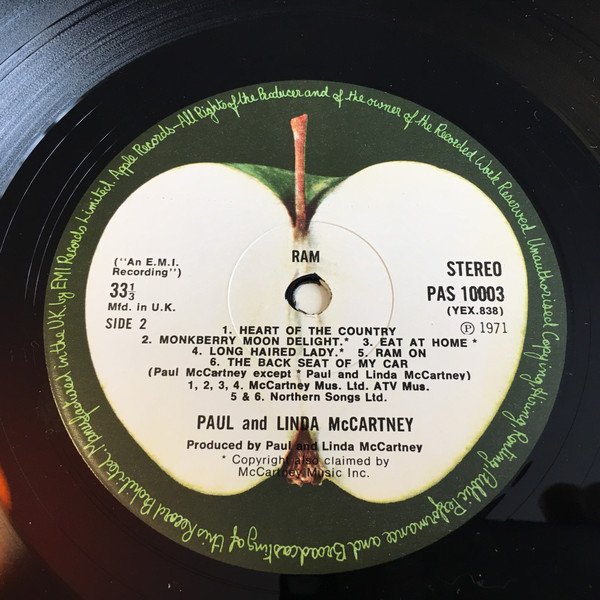 Manufactured in the U.K. by EMI Records Limited. Apple Records-All Rights of the Producer and of the owner of the Recorded Work Reserved. Unauthorised Copying, Hiring, Renting, Public Performance and Broadcasting of this Record Prohibited.
RAM
("An E.M.I.
Recording")
33⅓
Mfd. in U.K.
SIDE 2
STEREO
PAS 10003
(YEX.838)
Ⓟ 1971
1. HEART OF THE COUNTRY
2. MONKBERRY MOON DELIGHT.* 3. EAT AT HOME *
4. LONG HAIRED LADY.* 5. RAM ON
6. THE BACK SEAT OF MY CAR
(Paul McCartney except * Paul and Linda McCartney)
1, 2, 3, 4. McCartney Mus. Ltd. ATV Mus.
5 & 6. Northern Songs Ltd.
PAUL and LINDA McCARTNEY
Produced by Paul and Linda McCartney
* Copyright also claimed by
McCartney Music Inc.